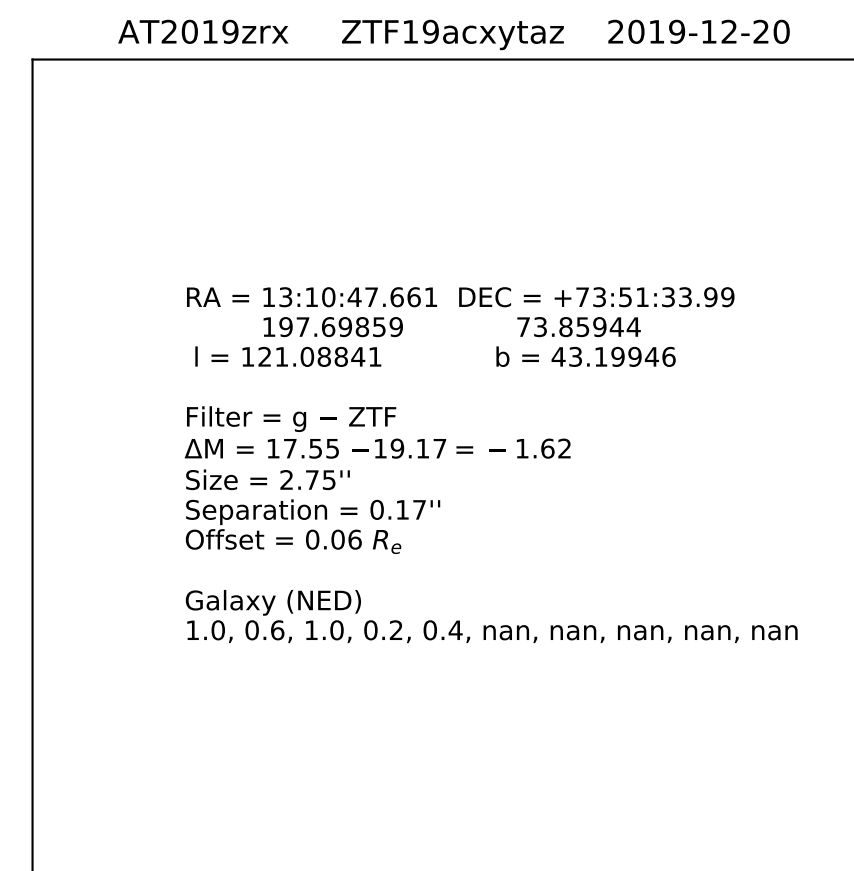 AT2019zrx ZTF19acxytaz 2019-12-20
RA = 13:10:47.661 DEC = +73:51:33.99
197.69859 73.85944
l = 121.08841 b = 43.19946
Filter = g − ZTF
ΔM = 17.55 −19.17 = − 1.62
Size = 2.75''
Separation = 0.17''
Offset = 0.06 Re
Galaxy (NED)
1.0, 0.6, 1.0, 0.2, 0.4, nan, nan, nan, nan, nan